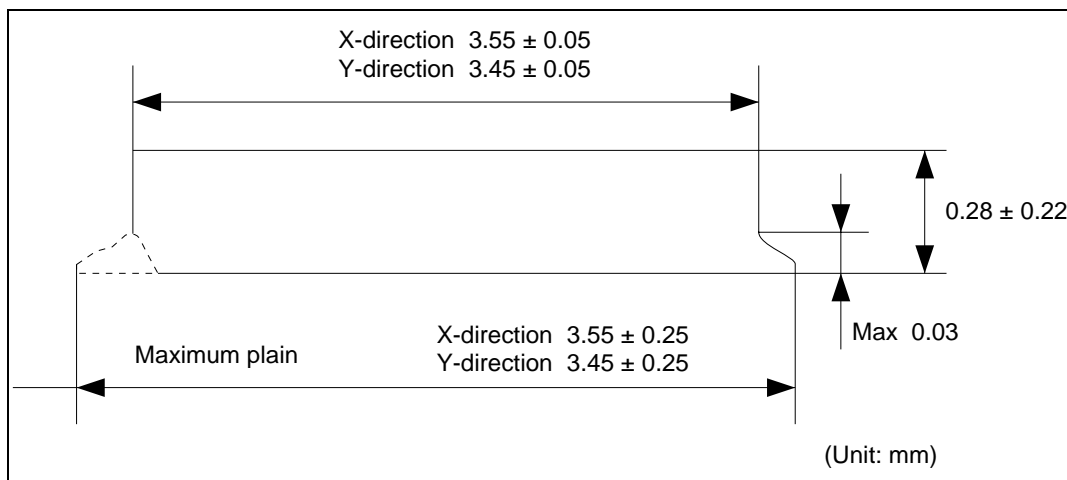 X-direction 3.55 ± 0.05
Y-direction 3.45 ± 0.05
0.28 ± 0.22
Max 0.03
X-direction 3.55 ± 0.25
Y-direction 3.45 ± 0.25
Maximum plain
(Unit: mm)